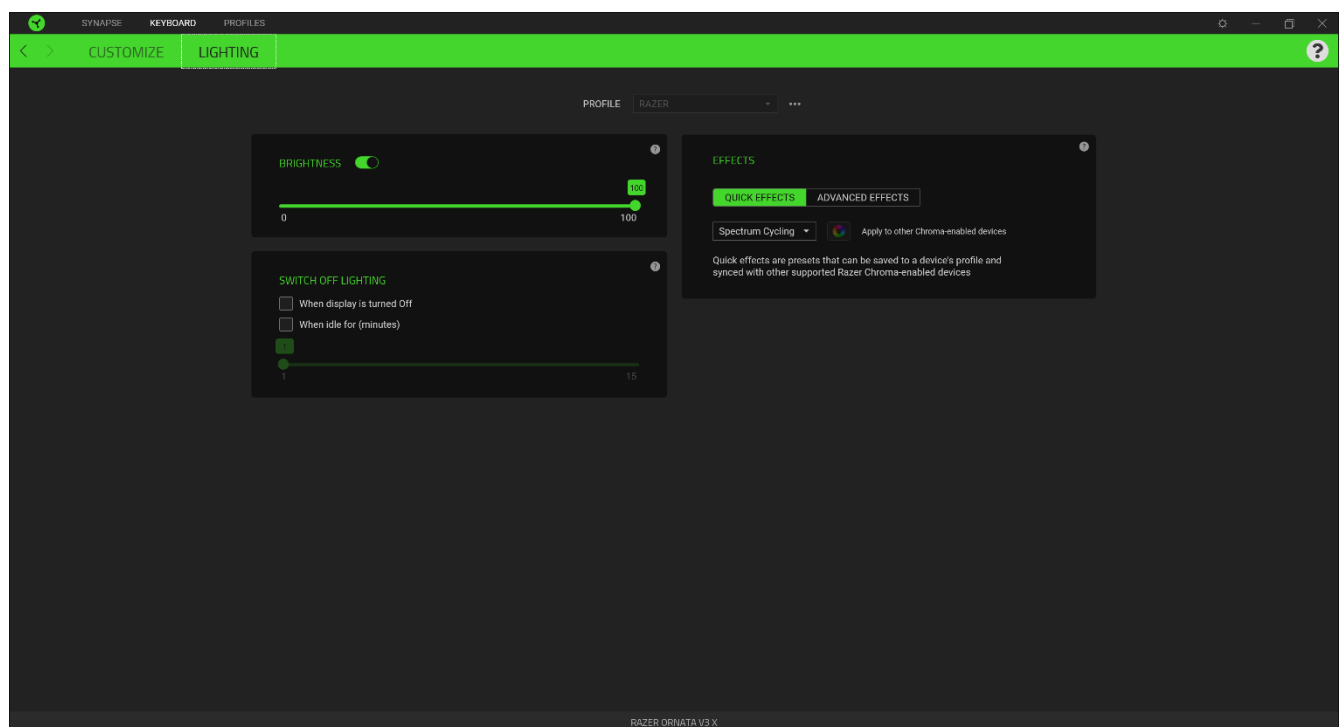 SYNAPSE KEYBOARD PROFILES
CUSTOMIZE LIGHTING ?
PROFILE RAZER
BRIGHTNESS ?
100
0 100
SWITCH OFF LIGHTING ?
When display is turned Off
When idle for (minutes)
1
1 15
EFFECTS ?
QUICK EFFECTS ADVANCED EFFECTS
Spectrum Cycling Apply to other Chroma-enabled devices
Quick effects are presets that can be saved to a device's profile and
synced with other supported Razer Chroma-enabled devices
RAZER ORNATA V3 X